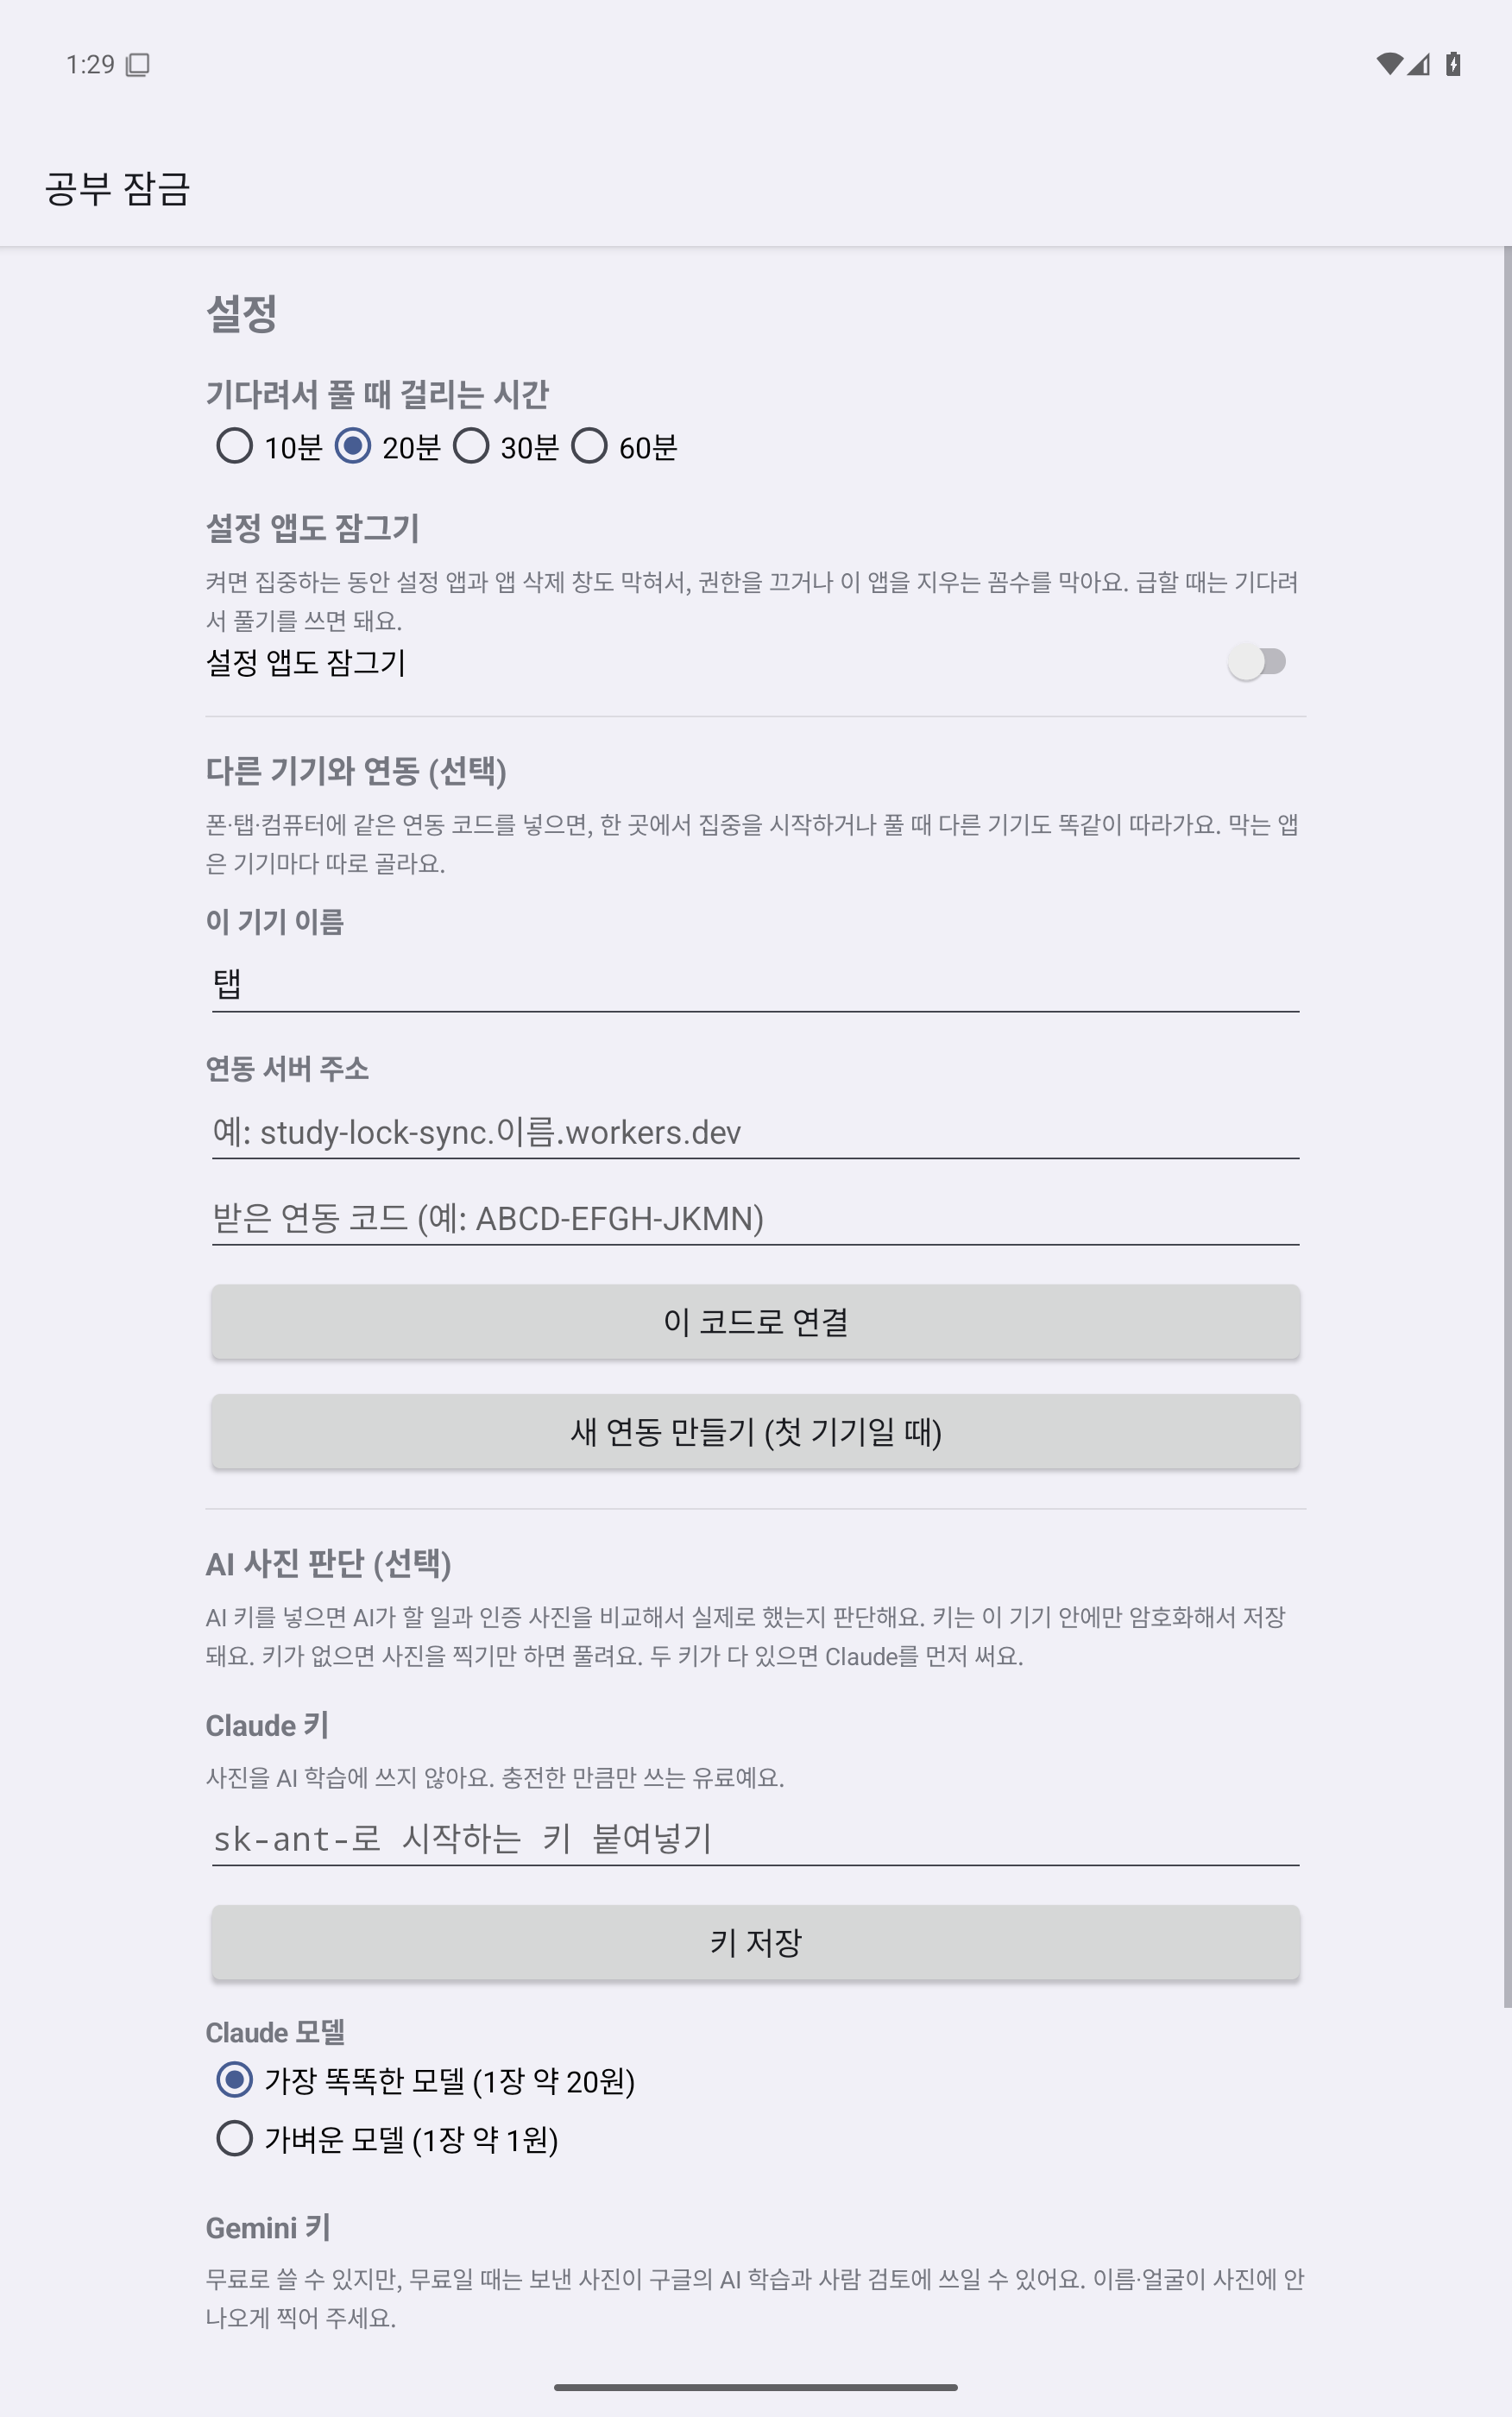 1:29
공부 잠금
설정
기다려서 풀 때 걸리는 시간
10분 20분 30분 60분
설정 앱도 잠그기
켜면 집중하는 동안 설정 앱과 앱 삭제 창도 막혀서, 권한을 끄거나 이 앱을 지우는 꼼수를 막아요. 급할 때는 기다려
서 풀기를 쓰면 돼요.
설정 앱도 잠그기
다른 기기와 연동 (선택)
폰·탭·컴퓨터에 같은 연동 코드를 넣으면, 한 곳에서 집중을 시작하거나 풀 때 다른 기기도 똑같이 따라가요. 막는 앱
은 기기마다 따로 골라요.
이 기기 이름
탭
연동 서버 주소
예: study-lock-sync.이름.workers.dev
받은 연동 코드 (예: ABCD-EFGH-JKMN)
이 코드로 연결
새 연동 만들기 (첫 기기일 때)
AI 사진 판단 (선택)
AI 키를 넣으면 AI가 할 일과 인증 사진을 비교해서 실제로 했는지 판단해요. 키는 이 기기 안에만 암호화해서 저장
돼요. 키가 없으면 사진을 찍기만 하면 풀려요. 두 키가 다 있으면 Claude를 먼저 써요.
Claude 키
사진을 AI 학습에 쓰지 않아요. 충전한 만큼만 쓰는 유료예요.
sk-ant-로 시작하는 키 붙여넣기
키 저장
Claude 모델
가장 똑똑한 모델 (1장 약 20원)
가벼운 모델 (1장 약 1원)
Gemini 키
무료로 쓸 수 있지만, 무료일 때는 보낸 사진이 구글의 AI 학습과 사람 검토에 쓰일 수 있어요. 이름·얼굴이 사진에 안
나오게 찍어 주세요.